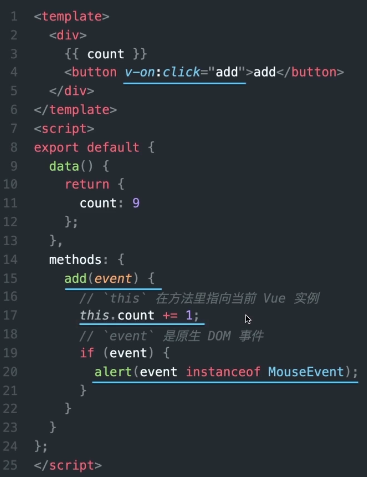 1 <template>
2   <div>
3     {{ count }}
4     <button v-on:click="add">add</button>
5   </div>
6 </template>
7 <script>
8 export default {
9   data() {
10     return {
11       count: 9
12     };
13   },
14   methods: {
15     add(event) {
16       // `this` 在方法里指向当前 Vue 实例
17       this.count += 1;
18       // `event` 是原生 DOM 事件
19       if (event) {
20         alert(event instanceof MouseEvent);
21       }
22     }
23   }
24 };
25 </script>